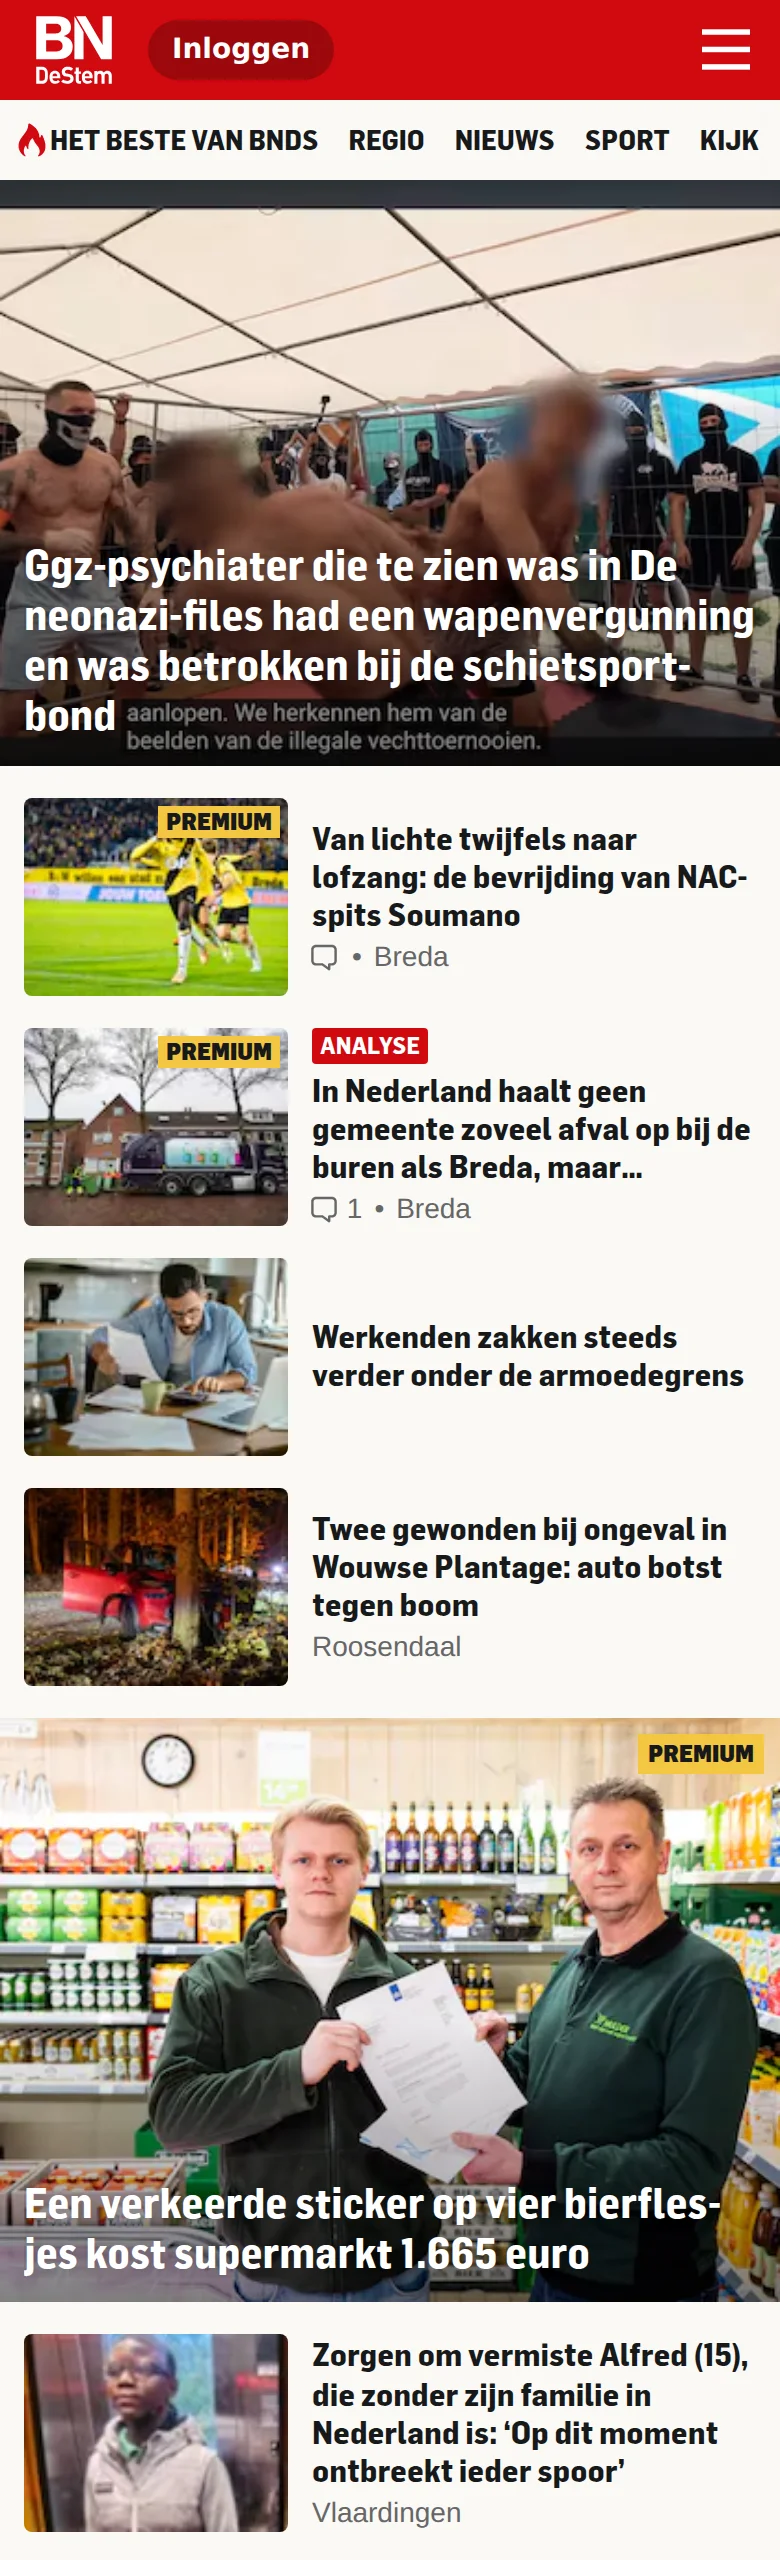 BN
DeStem
Inloggen
HET BESTE VAN BNDS REGIO NIEUWS SPORT KIJK
Ggz-psychiater die te zien was in De
neonazi-files had een wapenvergunning
en was betrokken bij de schietsport-
bond
aanlopen. We herkennen hem van de
beelden van de illegale vechttoernooien.
PREMIUM
Van lichte twijfels naar
lofzang: de bevrijding van NAC-
spits Soumano
• Breda
PREMIUM
ANALYSE
In Nederland haalt geen
gemeente zoveel afval op bij de
buren als Breda, maar...
1 • Breda
Werkenden zakken steeds
verder onder de armoedegrens
Twee gewonden bij ongeval in
Wouwse Plantage: auto botst
tegen boom
Roosendaal
PREMIUM
Een verkeerde sticker op vier bierfles-
jes kost supermarkt 1.665 euro
Zorgen om vermiste Alfred (15),
die zonder zijn familie in
Nederland is: ‘Op dit moment
ontbreekt ieder spoor’
Vlaardingen